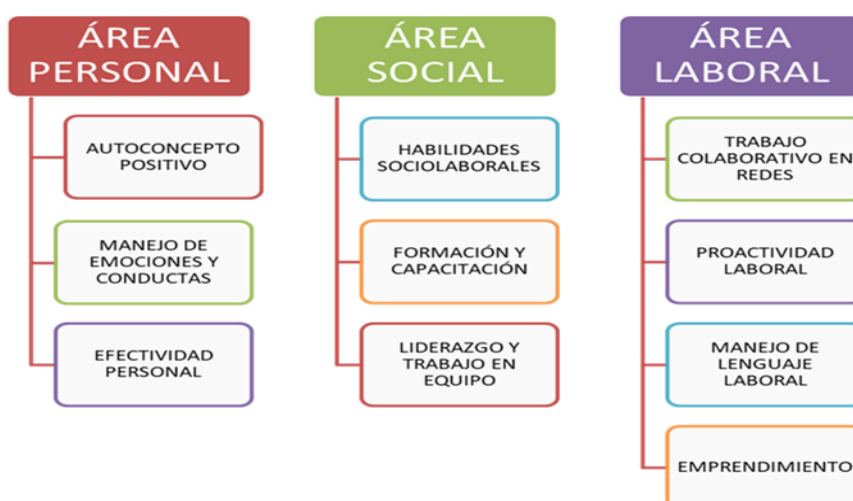 ÁREA
PERSONAL
AUTOCONCEPTO
POSITIVO
MANEJO DE
EMOCIONES Y
CONDUCTAS
EFECTIVIDAD
PERSONAL
ÁREA
SOCIAL
HABILIDADES
SOCIOLABORALES
FORMACIÓN Y
CAPACITACIÓN
LIDERAZGO Y
TRABAJO EN
EQUIPO
ÁREA
LABORAL
TRABAJO
COLABORATIVO EN
REDES
PROACTIVIDAD
LABORAL
MANEJO DE
LENGUAJE
LABORAL
EMPRENDIMIENTO